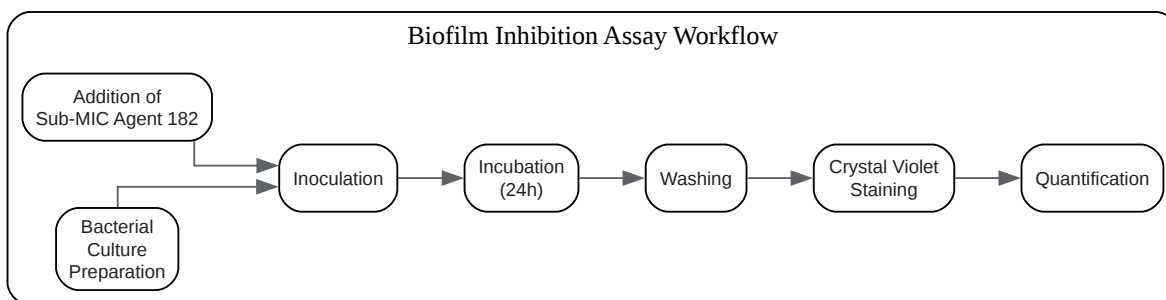 Biofilm Inhibition Assay Workflow
Addition of
Sub-MIC Agent 182
Bacterial
Culture
Preparation
Inoculation
Incubation
(24h)
Washing
Crystal Violet
Staining
Quantification